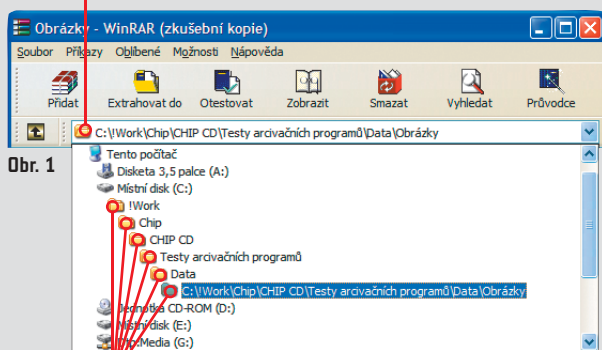 Obrázky - WinRAR (zkušební kopie)
Soubor Příkazy Oblíbené Možnosti Nápověda
Přidat Extrahovat do Otestovat Zobrazit Smazat Vyhledat Průvodce
C:\!Work\Chip\CHIP CD\Testy arcivačních programů\Data\Obrázky
Obr. 1
Tento počítač
Disketa 3,5 palce (A:)
Místní disk (C:)
!Work
Chip
CHIP CD
Testy arcivačních programů
Data
C:\!Work\Chip\CHIP CD\Testy arcivačních programů\Data\Obrázky
Jednotka CD-ROM (D:)
Místní disk (E:)
Media (G:)